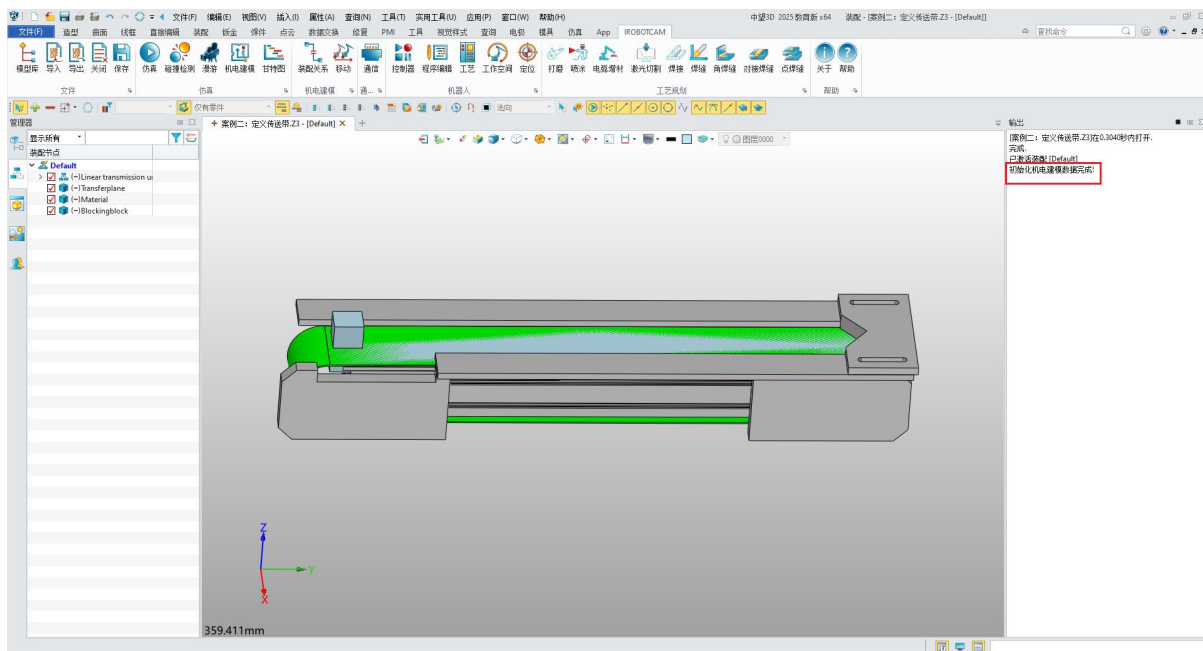 文件(F) 编辑(E) 视图(V) 插入(I) 属性(A) 查询(N) 工具(T) 实用工具(U) 应用(P) 窗口(W) 帮助(H) 中望3D 2025 教育版 x64 装配 - [案例二：定义传送带.Z3 - [Default]]
文件(F) 造型 曲面 线框 直接编辑 装配 钣金 焊件 点云 数据交换 修复 PMI 工具 视觉样式 查询 电极 模具 仿真 App IROBOTCAM 查找命令
模型库 导入 导出 关闭 保存 仿真 碰撞检测 漫游 机电建模 甘特图 装配关系 移动 通信 控制器 程序编辑 工艺 工作空间 定位 打磨 喷涂 电弧增材 激光切割 焊接 焊缝 角焊缝 对接焊缝 点焊缝 关于 帮助
文件 仿真 机电建模 通... 机器人 工艺规划 帮助
仅有零件 法向
管理器 案例二：定义传送带.Z3 - [Default] 输出
显示所有 图层0000
装配节点
Default
(-)Linear transmission u
(-)Transferplane
(-)Material
(-)Blockingblock
[案例二：定义传送带.Z3]在0.3040秒内打开.
完成.
已激活装配 [Default]
初始化机电建模数据完成!
Z
Y
X
359.411mm